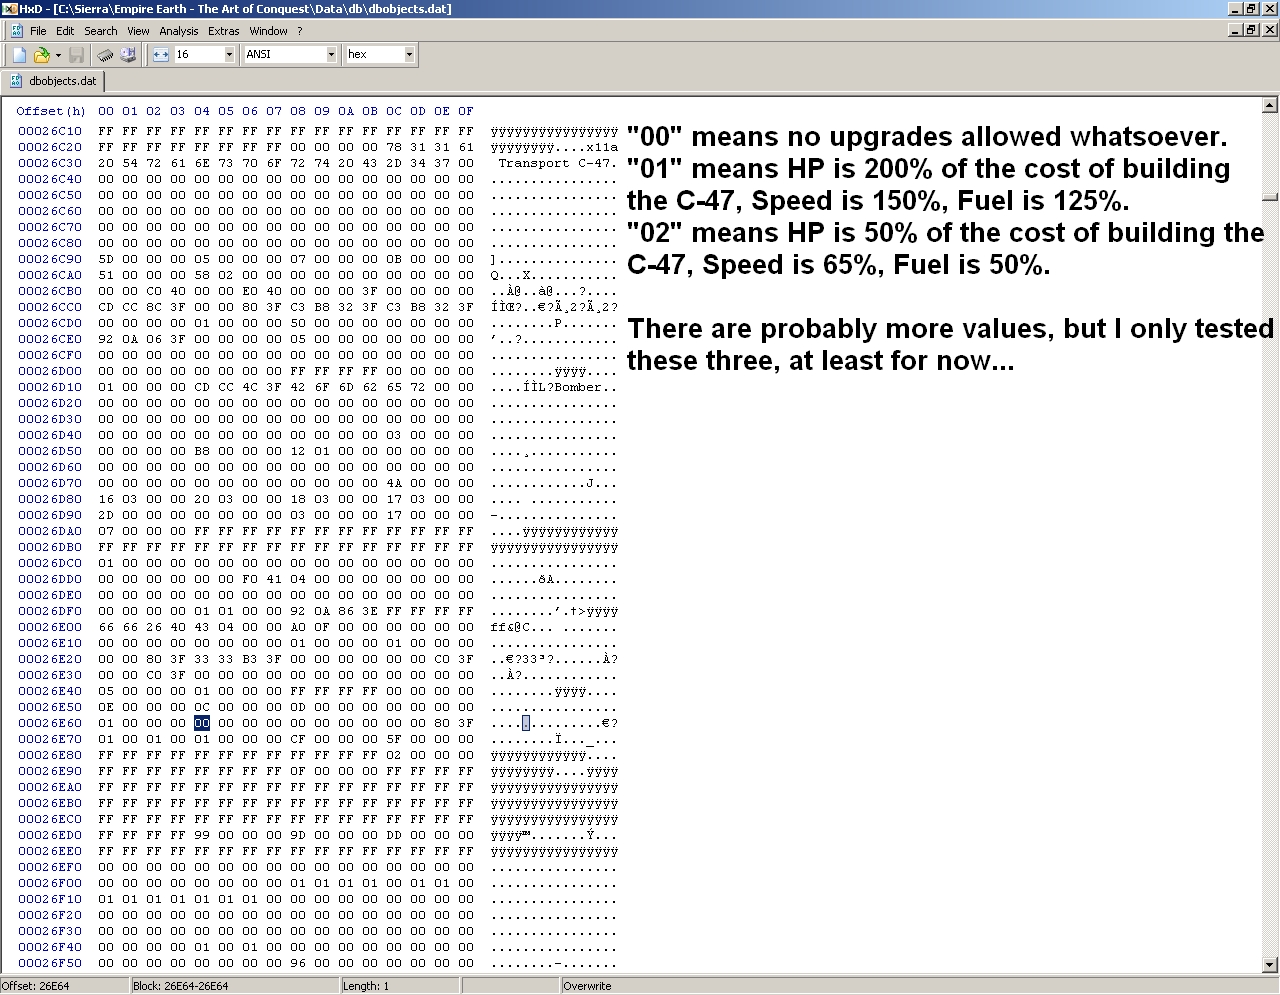 HxD - [C:\Sierra\Empire Earth - The Art of Conquest\Data\db\dbobjects.dat]
File Edit Search View Analysis Extras Window ?
16 ANSI hex
dbobjects.dat
Offset(h) 00 01 02 03 04 05 06 07 08 09 0A 0B 0C 0D 0E 0F
00026C10 FF FF FF FF FF FF FF FF FF FF FF FF FF FF FF FF ÿÿÿÿÿÿÿÿÿÿÿÿÿÿÿÿ
00026C20 FF FF FF FF FF FF FF FF 00 00 00 00 78 31 31 61 ÿÿÿÿÿÿÿÿ....x11a
00026C30 20 54 72 61 6E 73 70 6F 72 74 20 43 2D 34 37 00 Transport C-47.
00026C40 00 00 00 00 00 00 00 00 00 00 00 00 00 00 00 00 ................
00026C50 00 00 00 00 00 00 00 00 00 00 00 00 00 00 00 00 ................
00026C60 00 00 00 00 00 00 00 00 00 00 00 00 00 00 00 00 ................
00026C70 00 00 00 00 00 00 00 00 00 00 00 00 00 00 00 00 ................
00026C80 00 00 00 00 00 00 00 00 00 00 00 00 00 00 00 00 ................
00026C90 5D 00 00 00 05 00 00 00 07 00 00 00 0B 00 00 00 ]...............
00026CA0 51 00 00 00 58 02 00 00 00 00 00 00 00 00 00 00 Q...X...........
00026CB0 00 00 C0 40 00 00 E0 40 00 00 00 3F 00 00 00 00 ..À@..à@...?....
00026CC0 CD CC 8C 3F 00 00 80 3F C3 B8 32 3F C3 B8 32 3F ÍÌŒ?..€?Ã¸2?Ã¸2?
00026CD0 00 00 00 00 01 00 00 00 50 00 00 00 00 00 00 00 ........P.......
00026CE0 92 0A 06 3F 00 00 00 00 05 00 00 00 00 00 00 00 ’..?............
00026CF0 00 00 00 00 00 00 00 00 00 00 00 00 00 00 00 00 ................
00026D00 00 00 00 00 00 00 00 00 FF FF FF FF 00 00 00 00 ........ÿÿÿÿ....
00026D10 01 00 00 00 CD CC 4C 3F 42 6F 6D 62 65 72 00 00 ....ÍÌL?Bomber..
00026D20 00 00 00 00 00 00 00 00 00 00 00 00 00 00 00 00 ................
00026D30 00 00 00 00 00 00 00 00 00 00 00 00 00 00 00 00 ................
00026D40 00 00 00 00 00 00 00 00 00 00 00 00 03 00 00 00 ................
00026D50 00 00 00 00 B8 00 00 00 12 01 00 00 00 00 00 00 ....¸...........
00026D60 00 00 00 00 00 00 00 00 00 00 00 00 00 00 00 00 ................
00026D70 00 00 00 00 00 00 00 00 00 00 00 00 4A 00 00 00 ............J...
00026D80 16 03 00 00 20 03 00 00 18 03 00 00 17 03 00 00 .... ...........
00026D90 2D 00 00 00 00 00 00 00 03 00 00 00 17 00 00 00 -...............
00026DA0 07 00 00 00 FF FF FF FF FF FF FF FF FF FF FF FF ....ÿÿÿÿÿÿÿÿÿÿÿÿ
00026DB0 FF FF FF FF FF FF FF FF FF FF FF FF FF FF FF FF ÿÿÿÿÿÿÿÿÿÿÿÿÿÿÿÿ
00026DC0 01 00 00 00 00 00 00 00 00 00 00 00 00 00 00 00 ................
00026DD0 00 00 00 00 00 00 F0 41 04 00 00 00 00 00 00 00 ......ðA........
00026DE0 00 00 00 00 00 00 00 00 00 00 00 00 00 00 00 00 ................
00026DF0 00 00 00 00 01 01 00 00 92 0A 86 3E FF FF FF FF ........’.†>ÿÿÿÿ
00026E00 66 66 26 40 43 04 00 00 A0 0F 00 00 00 00 00 00 ff&@C... .......
00026E10 00 00 00 00 00 00 00 00 01 00 00 00 01 00 00 00 ................
00026E20 00 00 80 3F 33 33 B3 3F 00 00 00 00 00 00 C0 3F ..€?33³?......À?
00026E30 00 00 C0 3F 00 00 00 00 00 00 00 00 00 00 00 00 ..À?............
00026E40 05 00 00 00 01 00 00 00 FF FF FF FF 00 00 00 00 ........ÿÿÿÿ....
00026E50 0E 00 00 00 0C 00 00 00 0D 00 00 00 00 00 00 00 ................
00026E60 01 00 00 00 00 00 00 00 00 00 00 00 00 00 80 3F ..............€?
00026E70 01 00 01 00 01 00 00 00 CF 00 00 00 5F 00 00 00 ........Ï..._...
00026E80 FF FF FF FF FF FF FF FF FF FF FF FF 02 00 00 00 ÿÿÿÿÿÿÿÿÿÿÿÿ....
00026E90 FF FF FF FF FF FF FF FF 0F 00 00 00 FF FF FF FF ÿÿÿÿÿÿÿÿ....ÿÿÿÿ
00026EA0 FF FF FF FF FF FF FF FF FF FF FF FF FF FF FF FF ÿÿÿÿÿÿÿÿÿÿÿÿÿÿÿÿ
00026EB0 FF FF FF FF FF FF FF FF FF FF FF FF FF FF FF FF ÿÿÿÿÿÿÿÿÿÿÿÿÿÿÿÿ
00026EC0 FF FF FF FF FF FF FF FF FF FF FF FF FF FF FF FF ÿÿÿÿÿÿÿÿÿÿÿÿÿÿÿÿ
00026ED0 FF FF FF FF 99 00 00 00 9D 00 00 00 DD 00 00 00 ÿÿÿÿ™.......Ý...
00026EE0 FF FF FF FF FF FF FF FF FF FF FF FF FF FF FF FF ÿÿÿÿÿÿÿÿÿÿÿÿÿÿÿÿ
00026EF0 00 00 00 00 00 00 00 00 00 00 00 00 00 00 00 00 ................
00026F00 00 00 00 00 00 00 00 00 01 01 01 01 00 01 01 00 ................
00026F10 01 01 01 01 01 01 01 00 00 00 00 00 00 00 00 00 ................
00026F20 00 00 00 00 00 00 00 00 00 00 00 00 00 00 00 00 ................
00026F30 00 00 00 00 00 00 00 00 00 00 00 00 00 00 00 00 ................
00026F40 00 00 00 00 01 00 01 00 00 00 00 00 00 00 00 00 ................
00026F50 00 00 00 00 00 00 00 00 96 00 00 00 00 00 00 00 ........–.......
"00" means no upgrades allowed whatsoever.
"01" means HP is 200% of the cost of building
the C-47, Speed is 150%, Fuel is 125%.
"02" means HP is 50% of the cost of building the
C-47, Speed is 65%, Fuel is 50%.
There are probably more values, but I only tested
these three, at least for now...
Offset: 26E64 Block: 26E64-26E64 Length: 1 Overwrite